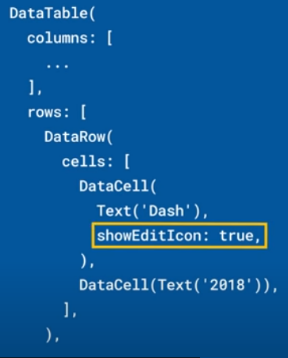 DataTable(
columns: [
...
],
rows: [
DataRow(
cells: [
DataCell(
Text('Dash'),
showEditIcon: true,
),
DataCell(Text('2018')),
],
),